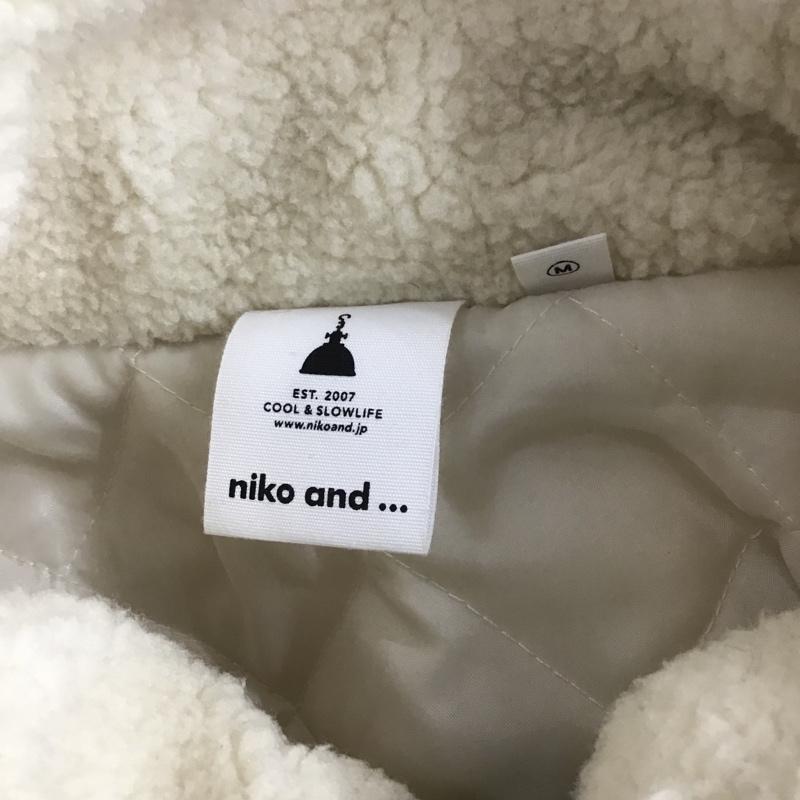 M
EST. 2007
COOL & SLOWLIFE
www.nikoand.jp
niko and ...